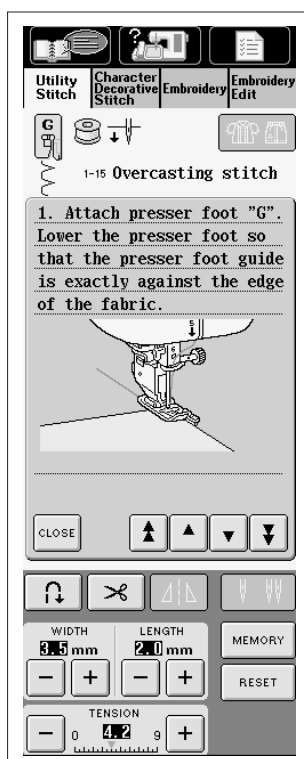 Utility
Stitch
Character
Decorative
Stitch
Embroidery
Embroidery
Edit
G
1-15 Overcasting stitch
1. Attach presser foot "G".
Lower the presser foot so
that the presser foot guide
is exactly against the edge
of the fabric.
5
G
CLOSE
WIDTH
LENGTH
3.5 mm
2.0 mm
- +
- +
MEMORY
RESET
TENSION
- 0 4.2 9 +